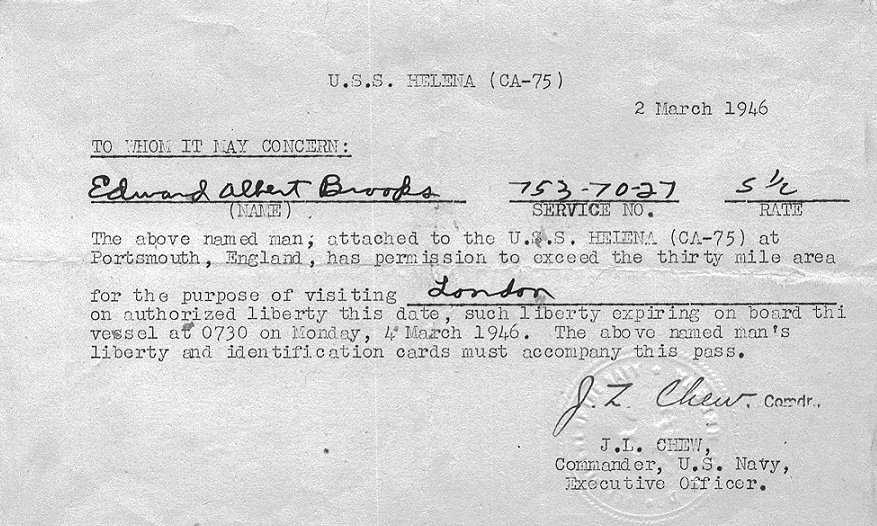 U.S.S. HELENA (CA-75)
2 March 1946
TO WHOM IT MAY CONCERN:
Edward Albert Brooks 753-70-27 S 1/c
(NAME) SERVICE NO. RATE
The above named man, attached to the U.S.S. HELENA (CA-75) at
Portsmouth, England, has permission to exceed the thirty mile area
for the purpose of visiting London
on authorized liberty this date, such liberty expiring on board thi
vessel at 0730 on Monday, 4 March 1946. The above named man's
liberty and identification cards must accompany this pass.
J. L. Chew. Comdr.,
J.L. CHEW,
Commander, U.S. Navy,
Executive Officer.